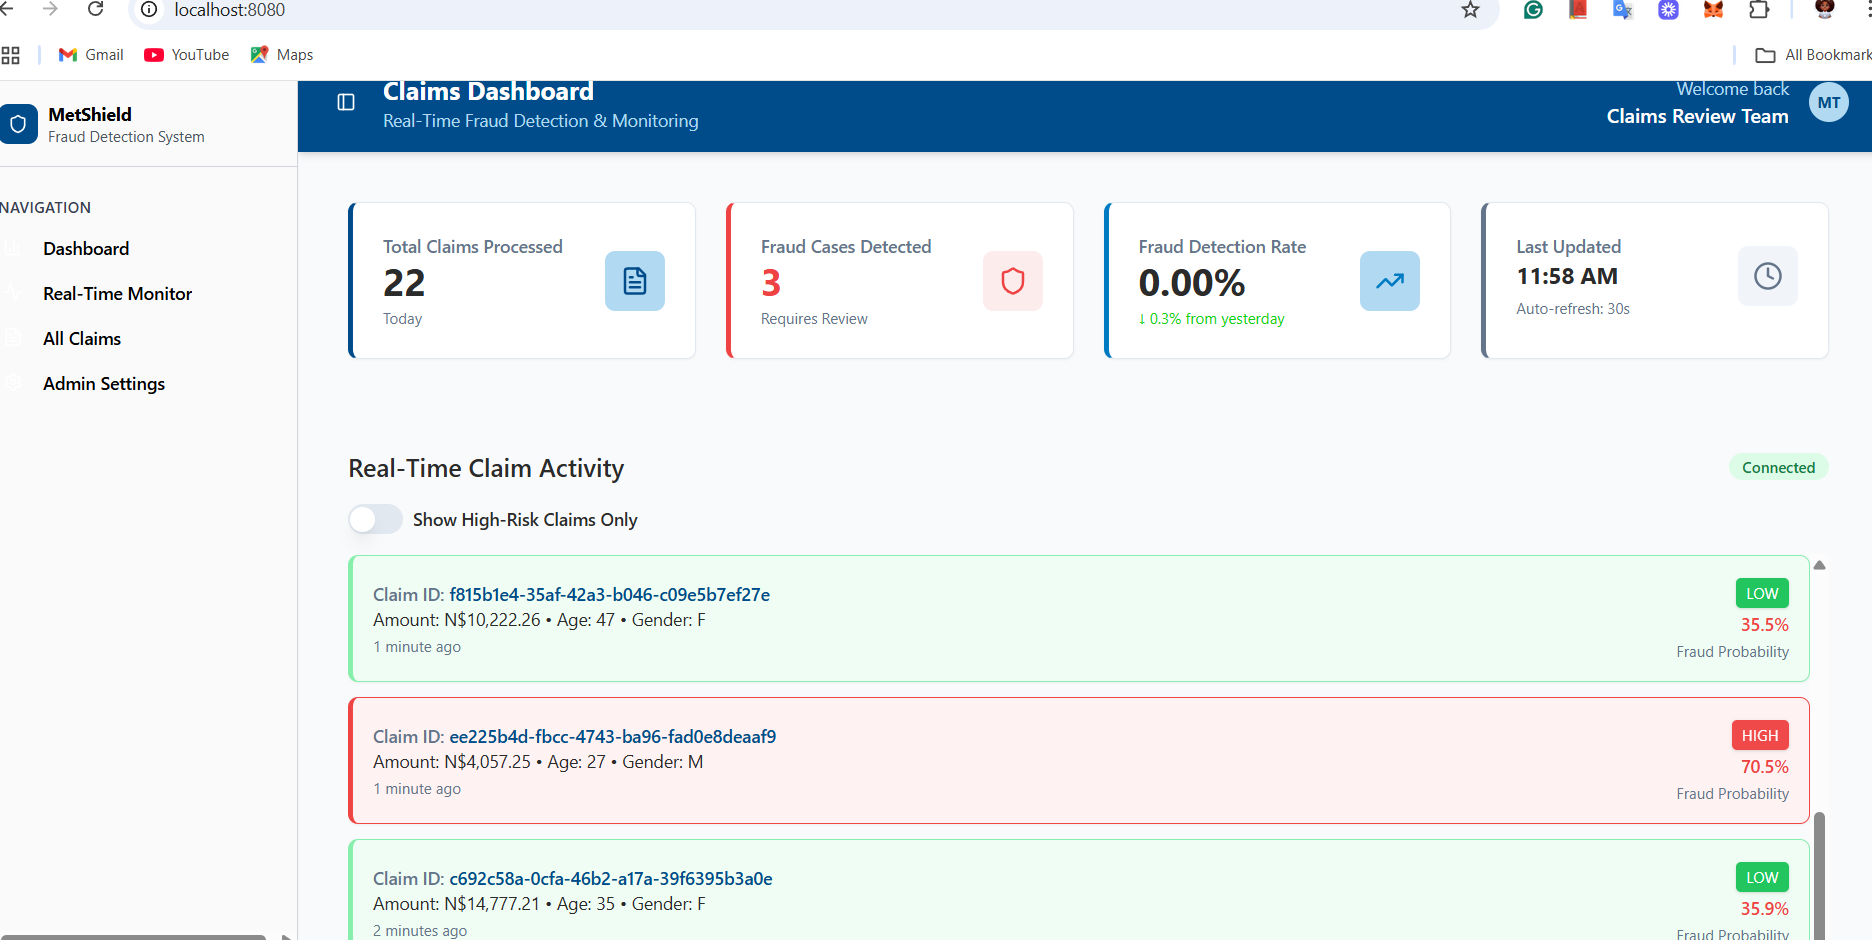 localhost:8080
Gmail
YouTube
Maps
All Bookmark
MetShield
Fraud Detection System
Claims Dashboard
Real-Time Fraud Detection & Monitoring
Welcome back
Claims Review Team
MT
NAVIGATION
Dashboard
Real-Time Monitor
All Claims
Admin Settings
Total Claims Processed
22
Today
Fraud Cases Detected
3
Requires Review
Fraud Detection Rate
0.00%
↓ 0.3% from yesterday
Last Updated
11:58 AM
Auto-refresh: 30s
Real-Time Claim Activity
Connected
Show High-Risk Claims Only
Claim ID: f815b1e4-35af-42a3-b046-c09e5b7ef27e
Amount: N$10,222.26 • Age: 47 • Gender: F
1 minute ago
LOW
35.5%
Fraud Probability
Claim ID: ee225b4d-fbcc-4743-ba96-fad0e8deaaf9
Amount: N$4,057.25 • Age: 27 • Gender: M
1 minute ago
HIGH
70.5%
Fraud Probability
Claim ID: c692c58a-0cfa-46b2-a17a-39f6395b3a0e
Amount: N$14,777.21 • Age: 35 • Gender: F
2 minutes ago
LOW
35.9%
Fraud Probability